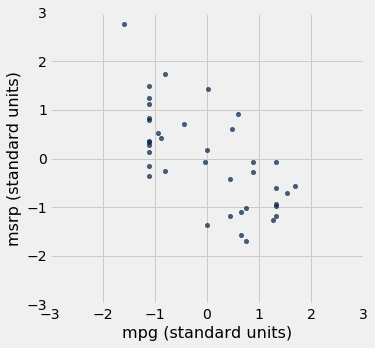 3
2
1
0
−1
−2
−3
−3 −2 −1 0 1 2 3
msrp (standard units)
mpg (standard units)